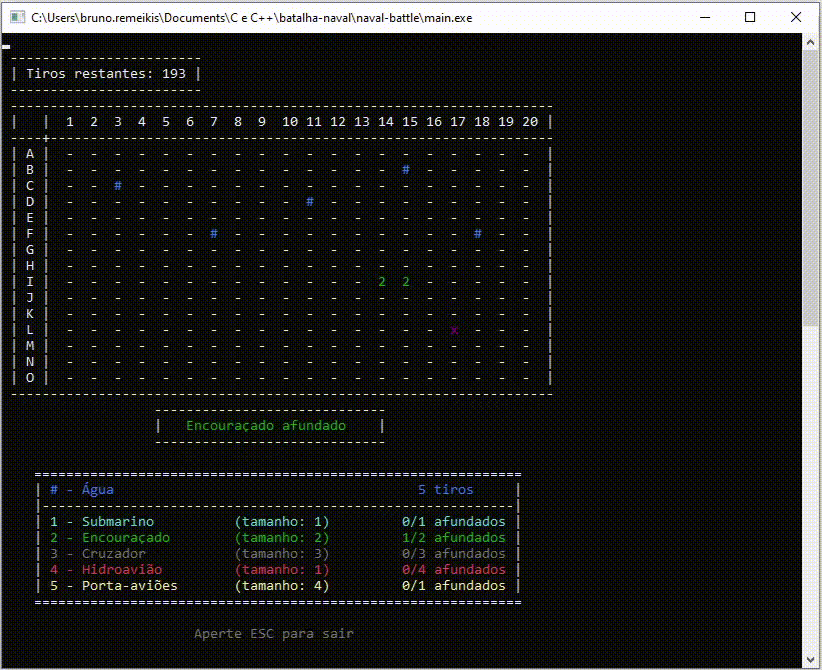 C:\Users\bruno.remeikis\Documents\C e C++\batalha-naval\naval-battle\main.exe
------------------------
| Tiros restantes: 193 |
------------------------
--------------------------------------------------------------------
|   |  1  2  3  4  5  6  7  8  9  10 11 12 13 14 15 16 17 18 19 20 |
----+---------------------------------------------------------------
| A |  -  -  -  -  -  -  -  -  -  -  -  -  -  -  -  -  -  -  -  -  |
| B |  -  -  -  -  -  -  -  -  -  -  -  -  -  -  #  -  -  -  -  -  |
| C |  -  -  #  -  -  -  -  -  -  -  -  -  -  -  -  -  -  -  -  -  |
| D |  -  -  -  -  -  -  -  -  -  -  #  -  -  -  -  -  -  -  -  -  |
| E |  -  -  -  -  -  -  -  -  -  -  -  -  -  -  -  -  -  -  -  -  |
| F |  -  -  -  -  -  -  #  -  -  -  -  -  -  -  -  -  -  #  -  -  |
| G |  -  -  -  -  -  -  -  -  -  -  -  -  -  -  -  -  -  -  -  -  |
| H |  -  -  -  -  -  -  -  -  -  -  -  -  -  -  -  -  -  -  -  -  |
| I |  -  -  -  -  -  -  -  -  -  -  -  -  -  2  2  -  -  -  -  -  |
| J |  -  -  -  -  -  -  -  -  -  -  -  -  -  -  -  -  -  -  -  -  |
| K |  -  -  -  -  -  -  -  -  -  -  -  -  -  -  -  -  -  -  -  -  |
| L |  -  -  -  -  -  -  -  -  -  -  -  -  -  -  -  -  x  -  -  -  |
| M |  -  -  -  -  -  -  -  -  -  -  -  -  -  -  -  -  -  -  -  -  |
| N |  -  -  -  -  -  -  -  -  -  -  -  -  -  -  -  -  -  -  -  -  |
| O |  -  -  -  -  -  -  -  -  -  -  -  -  -  -  -  -  -  -  -  -  |
--------------------------------------------------------------------
-----------------------------
|   Encouraçado afundado    |
-----------------------------
=============================================================
| # - Água                                      5 tiros     |
|-----------------------------------------------------------|
| 1 - Submarino          (tamanho: 1)         0/1 afundados |
| 2 - Encouraçado        (tamanho: 2)         1/2 afundados |
| 3 - Cruzador           (tamanho: 3)         0/3 afundados |
| 4 - Hidroavião         (tamanho: 1)         0/4 afundados |
| 5 - Porta-aviões       (tamanho: 4)         0/1 afundados |
=============================================================
Aperte ESC para sair